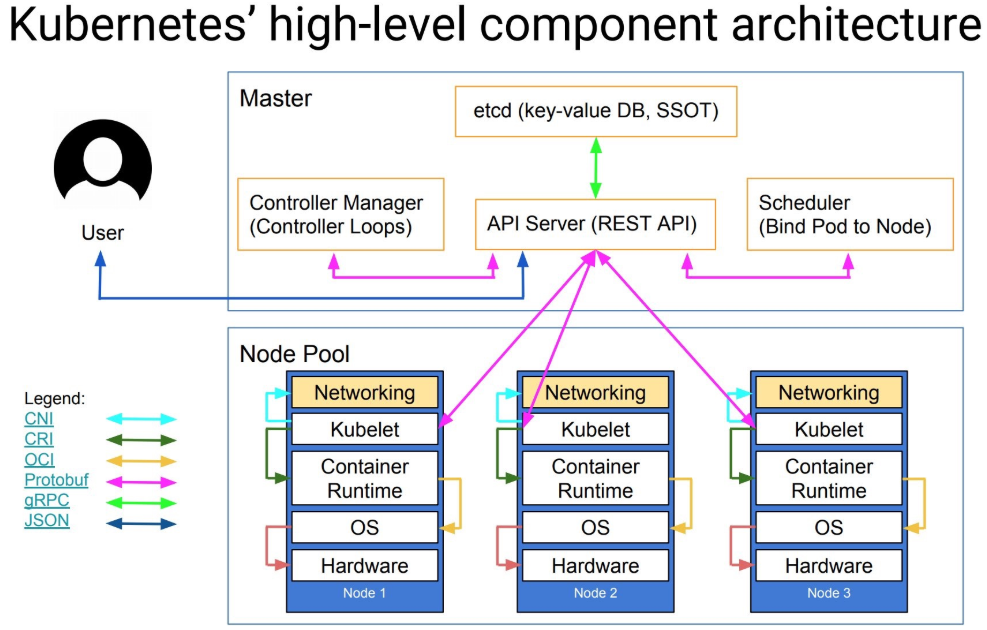 Kubernetes’ high-level component architecture
Master
etcd (key-value DB, SSOT)
Controller Manager
(Controller Loops)
API Server (REST API)
Scheduler
(Bind Pod to Node)
User
Node Pool
Networking
Kubelet
Container
Runtime
OS
Hardware
Node 1
Networking
Kubelet
Container
Runtime
OS
Hardware
Node 2
Networking
Kubelet
Container
Runtime
OS
Hardware
Node 3
Legend:
CNI
CRI
OCI
Protobuf
gRPC
JSON